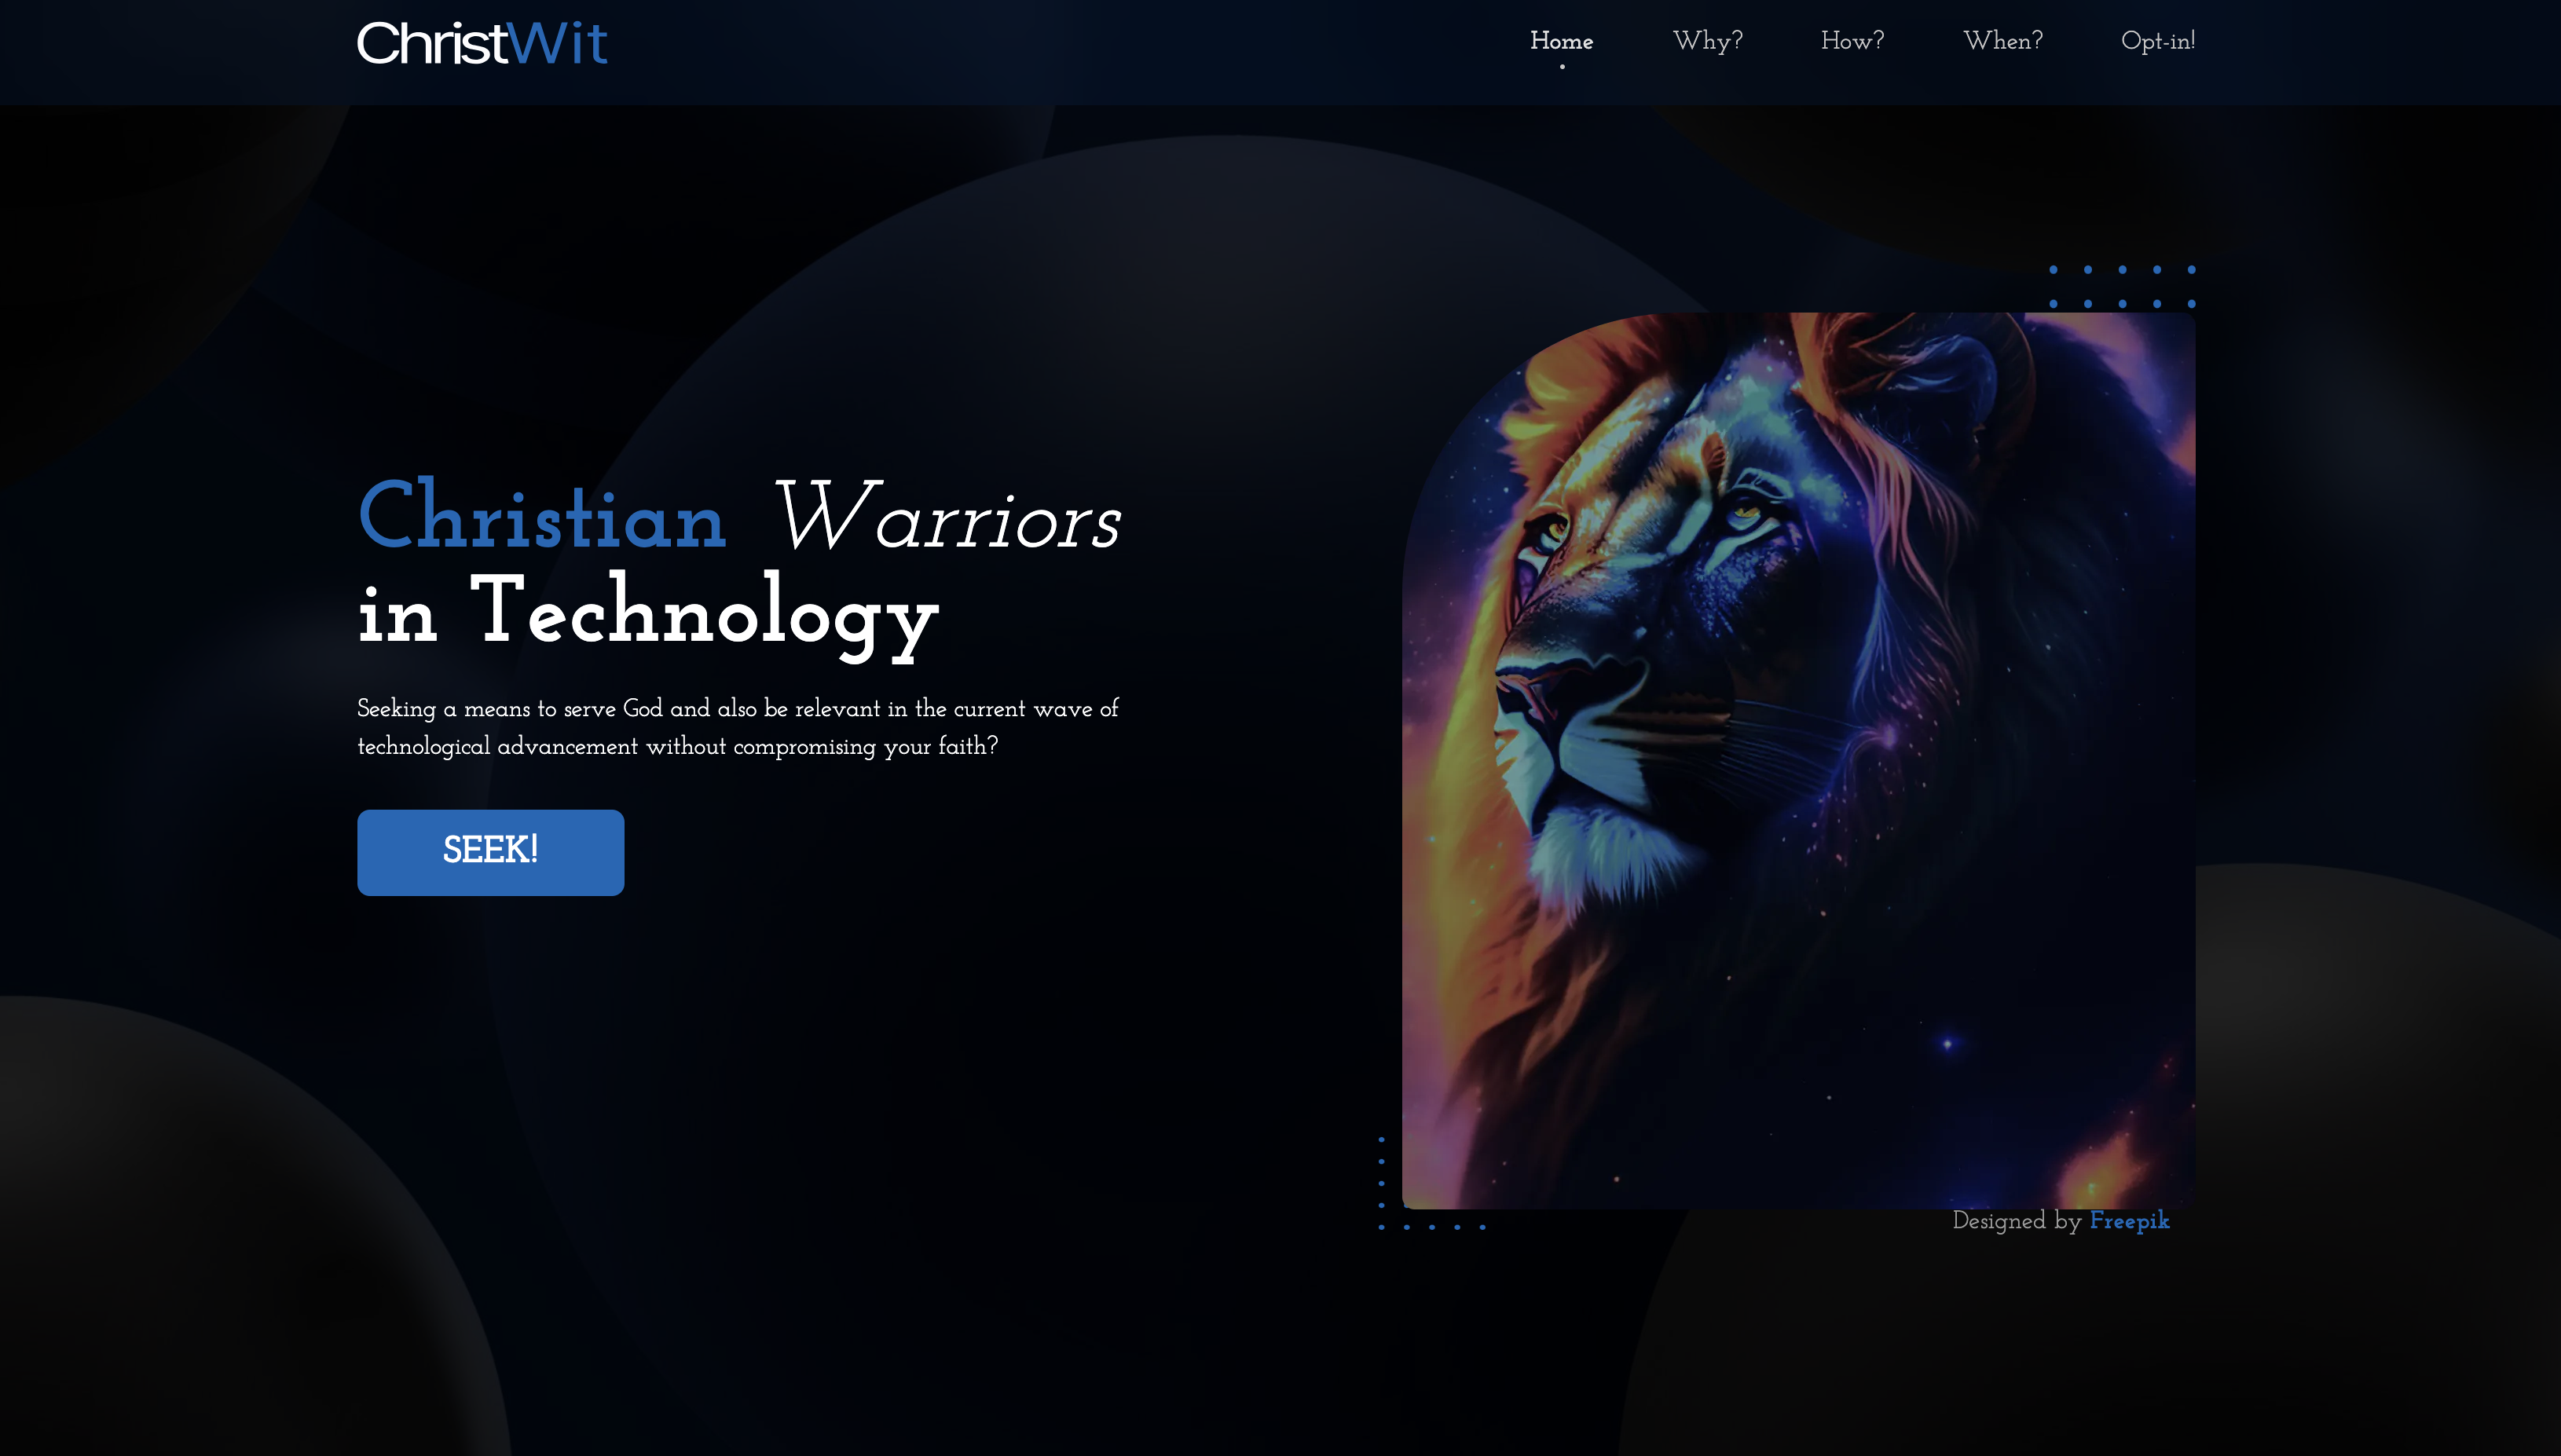 ChristWit
Home Why? How? When? Opt-in!
Christian Warriors
in Technology
Seeking a means to serve God and also be relevant in the current wave of
technological advancement without compromising your faith?
SEEK!
Designed by Freepik